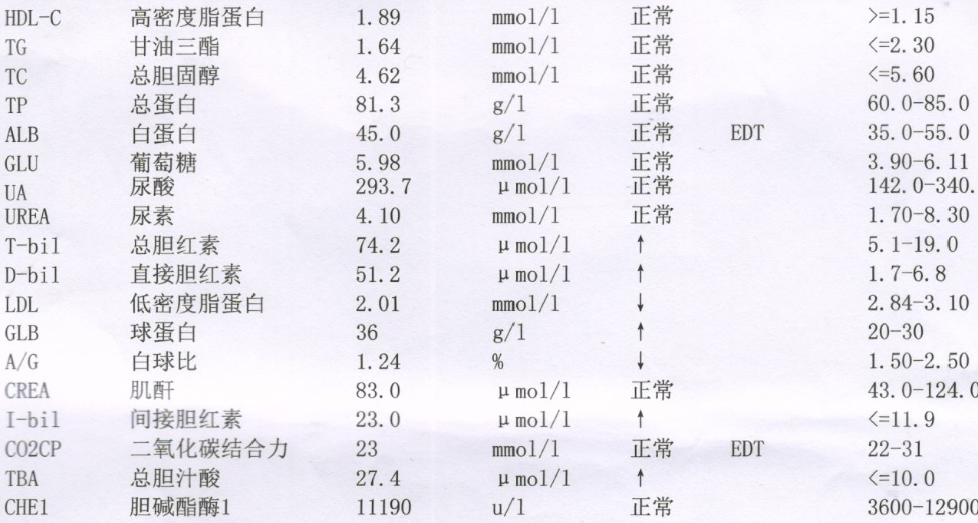 HDL-C 高密度脂蛋白 1.89 mmol/l 正常 >=1.15
TG 甘油三酯 1.64 mmol/l 正常 <=2.30
TC 总胆固醇 4.62 mmol/l 正常 <=5.60
TP 总蛋白 81.3 g/l 正常 60.0-85.0
ALB 白蛋白 45.0 g/l 正常 EDT 35.0-55.0
GLU 葡萄糖 5.98 mmol/l 正常 3.90-6.11
UA 尿酸 293.7 μmol/l 正常 142.0-340.
UREA 尿素 4.10 mmol/l 正常 1.70-8.30
T-bil 总胆红素 74.2 μmol/l ↑ 5.1-19.0
D-bil 直接胆红素 51.2 μmol/l ↑ 1.7-6.8
LDL 低密度脂蛋白 2.01 mmol/l ↓ 2.84-3.10
GLB 球蛋白 36 g/l ↑ 20-30
A/G 白球比 1.24 % ↓ 1.50-2.50
CREA 肌酐 83.0 μmol/l 正常 43.0-124.0
I-bil 间接胆红素 23.0 μmol/l ↑ <=11.9
CO2CP 二氧化碳结合力 23 mmol/l 正常 EDT 22-31
TBA 总胆汁酸 27.4 μmol/l ↑ <=10.0
CHE1 胆碱酯酶1 11190 u/l 正常 3600-12900